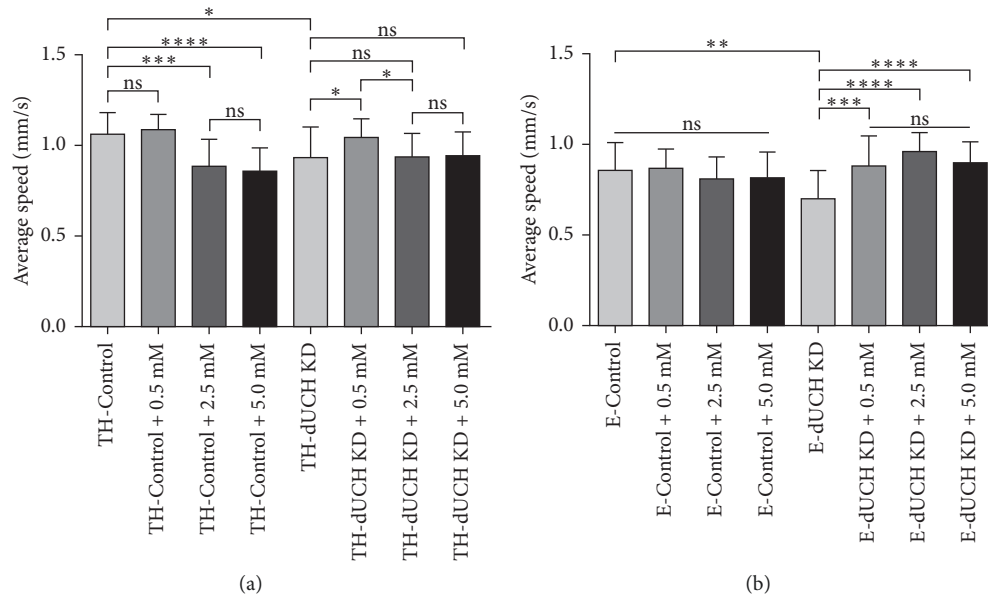 *
****
***
ns
ns
ns
ns
*
*
ns
1.5
1.0
0.5
0.0
Average speed (mm/s)
TH-Control
TH-Control + 0.5 mM
TH-Control + 2.5 mM
TH-Control + 5.0 mM
TH-dUCH KD
TH-dUCH KD + 0.5 mM
TH-dUCH KD + 2.5 mM
TH-dUCH KD + 5.0 mM
(a)
**
****
****
***
ns
ns
1.5
1.0
0.5
0.0
Average speed (mm/s)
E-Control
E-Control + 0.5 mM
E-Control + 2.5 mM
E-Control + 5.0 mM
E-dUCH KD
E-dUCH KD + 0.5 mM
E-dUCH KD + 2.5 mM
E-dUCH KD + 5.0 mM
(b)